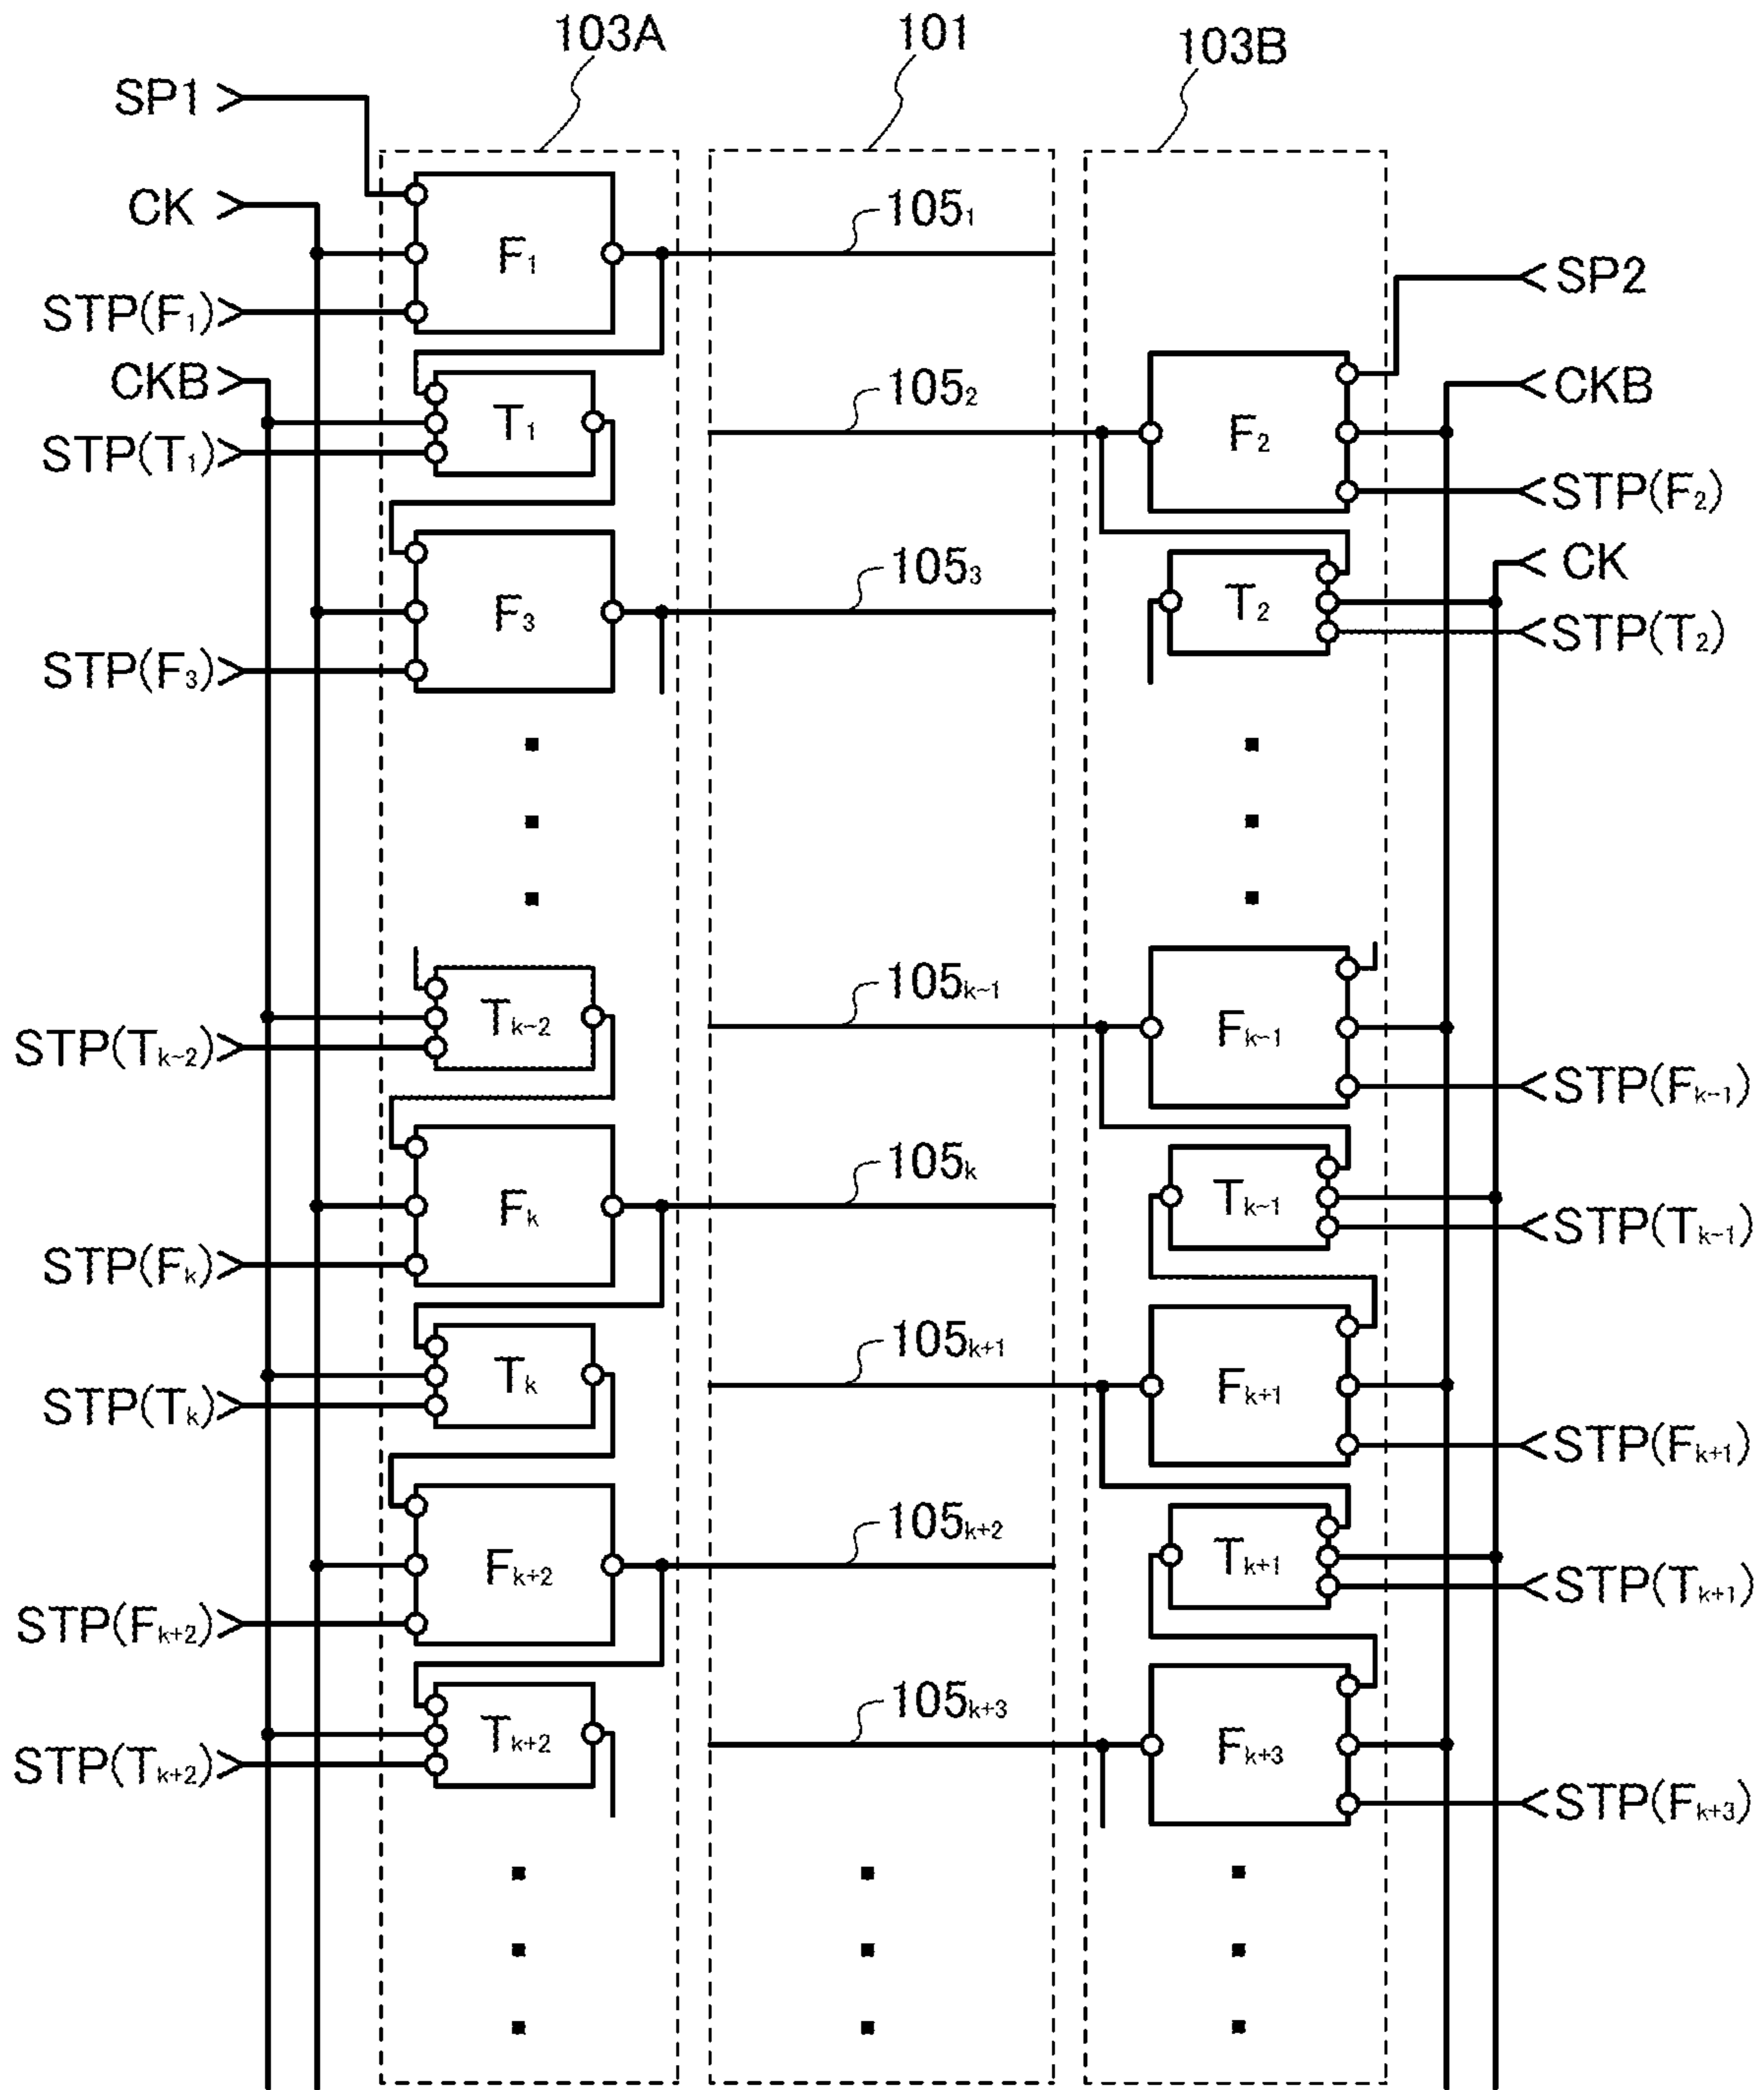 103A
101
103B
SP1
CK
F₁
105₁
STP(F₁)
SP2
CKB
T₁
105₂
F₂
CKB
STP(T₁)
STP(F₂)
F₃
105₃
T₂
CK
STP(F₃)
STP(T₂)
Tₖ₋₂
105ₖ₋₁
Fₖ₋₁
STP(Tₖ₋₂)
STP(Fₖ₋₁)
Fₖ
105ₖ
Tₖ₋₁
STP(Fₖ)
STP(Tₖ₋₁)
Tₖ
105ₖ₊₁
Fₖ₊₁
STP(Tₖ)
STP(Fₖ₊₁)
Fₖ₊₂
105ₖ₊₂
Tₖ₊₁
STP(Fₖ₊₂)
STP(Tₖ₊₁)
Tₖ₊₂
105ₖ₊₃
Fₖ₊₃
STP(Tₖ₊₂)
STP(Fₖ₊₃)